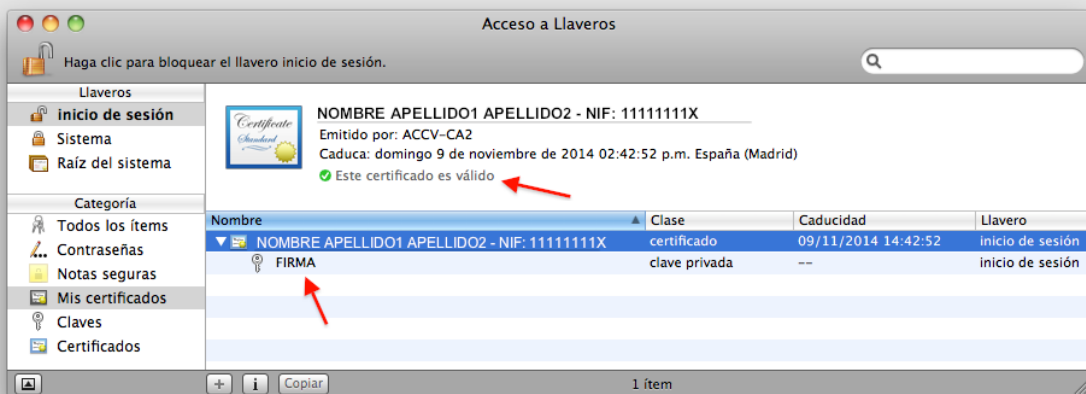 Acceso a Llaveros
Haga clic para bloquear el llavero inicio de sesión.
Llaveros
inicio de sesión
Sistema
Raíz del sistema
Certificate
Standard
NOMBRE APELLIDO1 APELLIDO2 - NIF: 11111111X
Emitido por: ACCV-CA2
Caduca: domingo 9 de noviembre de 2014 02:42:52 p.m. España (Madrid)
Este certificado es válido
Categoría
Todos los ítems
Contraseñas
Notas seguras
Mis certificados
Claves
Certificados
Nombre Clase Caducidad Llavero
NOMBRE APELLIDO1 APELLIDO2 - NIF: 11111111X certificado 09/11/2014 14:42:52 inicio de sesión
FIRMA clave privada -- inicio de sesión
+ i Copiar 1 ítem